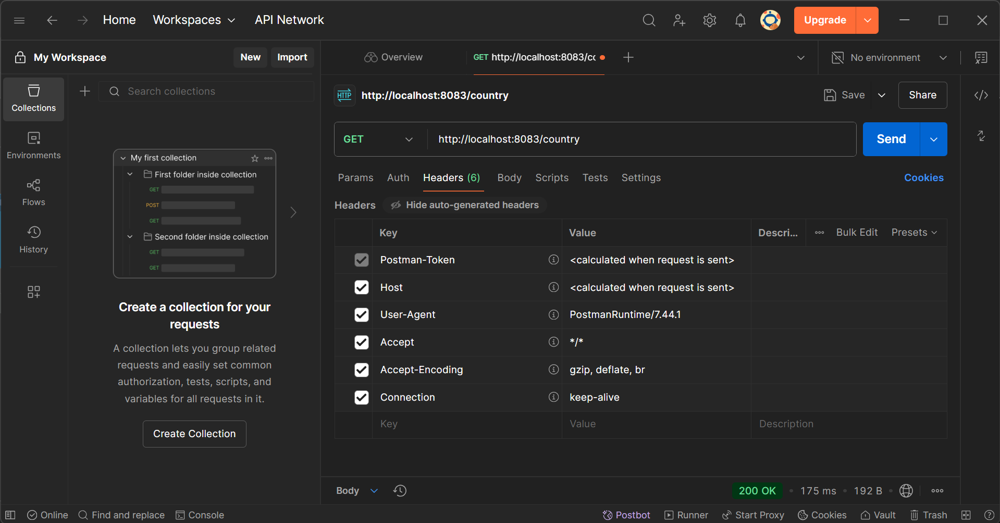 Home
Workspaces
API Network
Upgrade
My Workspace
New
Import
Overview
GET http://localhost:8083/cc
No environment
Collections
Environments
Flows
History
Search collections
My first collection
First folder inside collection
GET
POST
GET
Second folder inside collection
GET
GET
Create a collection for your
requests
A collection lets you group related
requests and easily set common
authorization, tests, scripts, and
variables for all requests in it.
Create Collection
HTTP
http://localhost:8083/country
Save
Share
GET
http://localhost:8083/country
Send
Params
Auth
Headers (6)
Body
Scripts
Tests
Settings
Cookies
Headers
Hide auto-generated headers
Key
Value
Descri...
Bulk Edit
Presets
Postman-Token
<calculated when request is sent>
Host
<calculated when request is sent>
User-Agent
PostmanRuntime/7.44.1
Accept
*/*
Accept-Encoding
gzip, deflate, br
Connection
keep-alive
Key
Value
Description
Body
200 OK
175 ms
192 B
Online
Find and replace
Console
Postbot
Runner
Start Proxy
Cookies
Vault
Trash